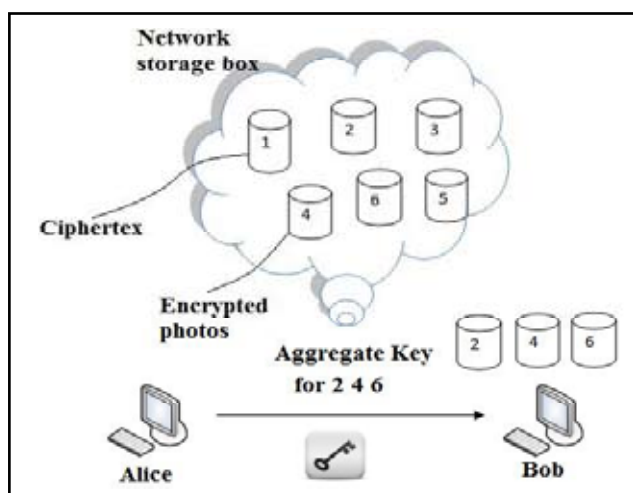 Network
storage box
1
2
3
4
6
5
Ciphertex
Encrypted
photos
2
4
6
Aggregate Key
for 2 4 6
Alice
Bob